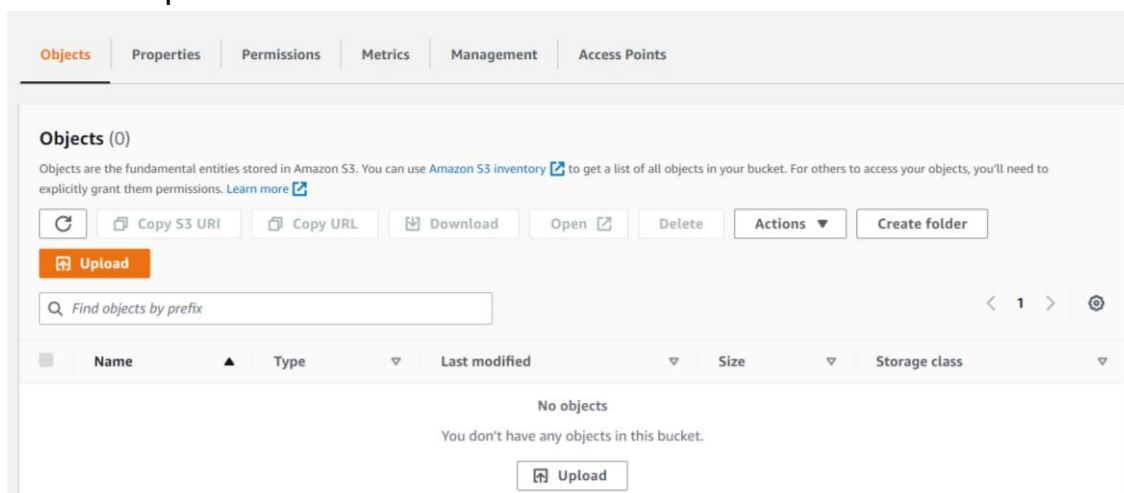 Objects Properties Permissions Metrics Management Access Points
Objects (0)
Objects are the fundamental entities stored in Amazon S3. You can use Amazon S3 inventory to get a list of all objects in your bucket. For others to access your objects, you'll need to
explicitly grant them permissions. Learn more
Copy S3 URI Copy URL Download Open Delete Actions Create folder
Upload
Find objects by prefix 1
Name Type Last modified Size Storage class
No objects
You don't have any objects in this bucket.
Upload